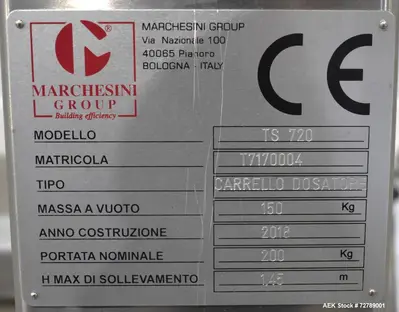 MARCHESINI GROUP
Via Nazionale 100
40065 Pianoro
BOLOGNA - ITALY
CE
MARCHESINI
GROUP
Building efficiency
MODELLO TS 720
MATRICOLA T7170004
TIPO CARRELLO DOSATORE
MASSA A VUOTO 150 Kg
ANNO COSTRUZIONE 2018
PORTATA NOMINALE 200 Kg
H MAX DI SOLLEVAMENTO 1,45 m
AEK Stock # 72789001